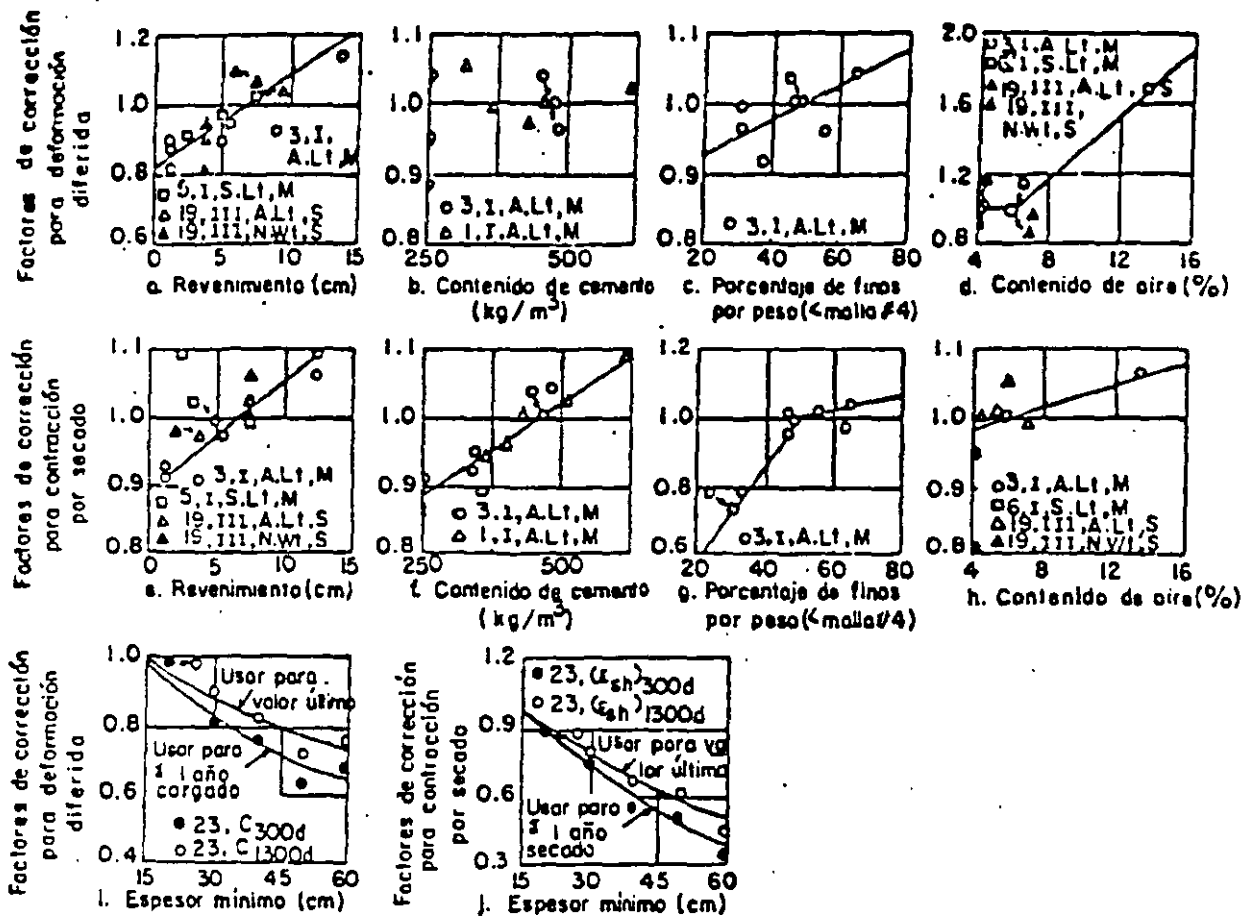 Factores de corrección
para deformoción
diferida
1.2
1.0
0.8
0.6
0
5
10
15
3, I,
A.Lt, M
5, I, S.Lt, M
19, III, A.Lt, S
19, III, N.Wt, S
a. Revenimiento (cm)
1.1
1.0
0.9
0.8
250
500
3, I, A.Lt, M
1, I, A.Lt, M
b. Contenido de cemento
(kg/m³)
1.1
1.0
0.9
0.8
20
40
60
80
3, I, A.Lt, M
c. Porcentaje de finos
por peso (<malla #4)
2.0
1.6
1.2
0.8
4
8
12
16
3, I, A.Lt, M
I, S.Lt, M
19, III, A.Lt, S
19, III,
N.Wt, S
d. Contenido de aire (%)
Factores de corrección
para contracción
por secado
1.1
1.0
0.9
0.8
0
5
10
15
3, I, A.Lt, M
5, I, S.Lt, M
19, III, A.Lt, S
19, III, N.Wt, S
e. Revenimiento (cm)
1.1
1.0
0.9
0.8
250
500
3, I, A.Lt, M
1, I, A.Lt, M
f. Contenido de cemento
(kg/m³)
1.0
0.8
0.6
20
40
60
80
3, I, A.Lt, M
g. Porcentaje de finos
por peso (<malla #4)
1.1
1.0
0.9
0.8
4
8
12
16
3, I, A.Lt, M
6, I, S.Lt, M
19, III, A.Lt, S
19, III, N.Wt, S
h. Contenido de aire (%)
Factores de corrección
para deformación
diferida
1.0
0.8
0.6
0.4
15
30
45
60
Usar para
valor último
Usar para
≤ 1 año
cargado
23, C300d
23, C1300d
i. Espesor mínimo (cm)
Factores de corrección
para contracción
por secado
1.2
0.9
0.6
0.3
15
30
45
60
23, (εsh)300d
23, (εsh)1300d
Usar para va
lor última
Usar para
≤ 1 año
secado
j. Espesor mínimo (cm)